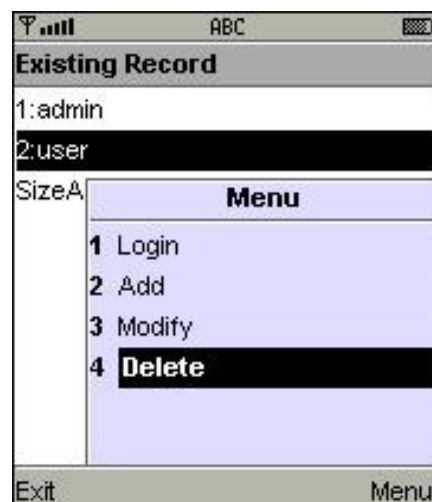 ABC
Existing Record
1:admin
2:user
SizeA
Menu
1 Login
2 Add
3 Modify
4 Delete
Exit Menu